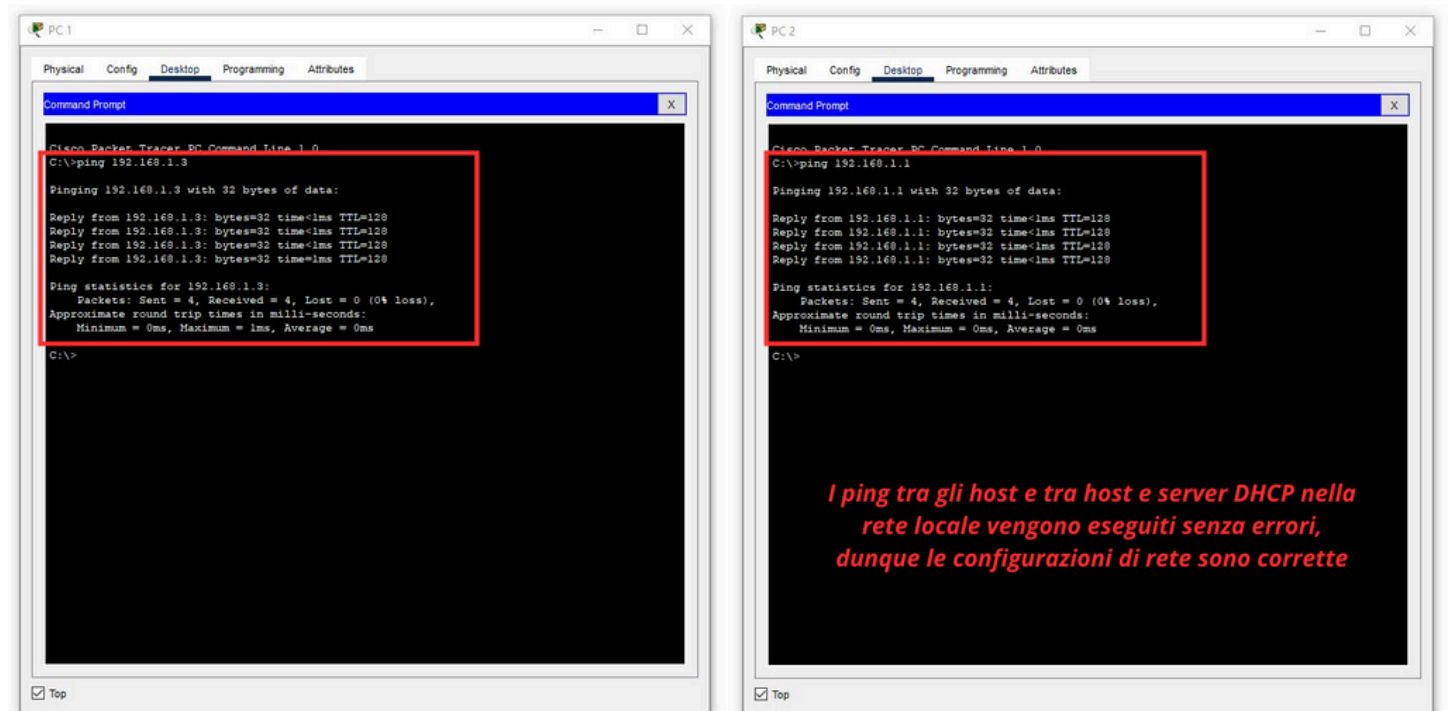 PC 1
Physical Config Desktop Programming Attributes
Command Prompt
X
Cisco Packet Tracer PC Command Line 1.0
C:\>ping 192.168.1.3
Pinging 192.168.1.3 with 32 bytes of data:
Reply from 192.168.1.3: bytes=32 time<1ms TTL=128
Reply from 192.168.1.3: bytes=32 time<1ms TTL=128
Reply from 192.168.1.3: bytes=32 time<1ms TTL=128
Reply from 192.168.1.3: bytes=32 time=1ms TTL=128
Ping statistics for 192.168.1.3:
Packets: Sent = 4, Received = 4, Lost = 0 (0% loss),
Approximate round trip times in milli-seconds:
Minimum = 0ms, Maximum = 1ms, Average = 0ms
C:\>
Top
PC 2
Physical Config Desktop Programming Attributes
Command Prompt
X
Cisco Packet Tracer PC Command Line 1.0
C:\>ping 192.168.1.1
Pinging 192.168.1.1 with 32 bytes of data:
Reply from 192.168.1.1: bytes=32 time<1ms TTL=128
Reply from 192.168.1.1: bytes=32 time<1ms TTL=128
Reply from 192.168.1.1: bytes=32 time<1ms TTL=128
Reply from 192.168.1.1: bytes=32 time<1ms TTL=128
Ping statistics for 192.168.1.1:
Packets: Sent = 4, Received = 4, Lost = 0 (0% loss),
Approximate round trip times in milli-seconds:
Minimum = 0ms, Maximum = 0ms, Average = 0ms
C:\>
I ping tra gli host e tra host e server DHCP nella
rete locale vengono eseguiti senza errori,
dunque le configurazioni di rete sono corrette
Top